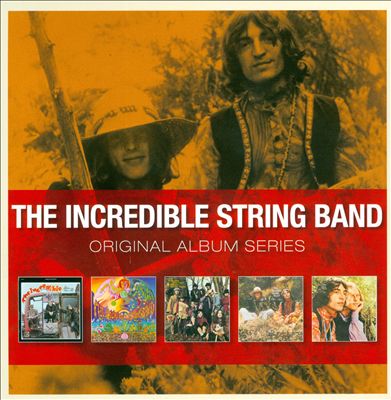 THE INCREDIBLE STRING BAND
ORIGINAL ALBUM SERIES